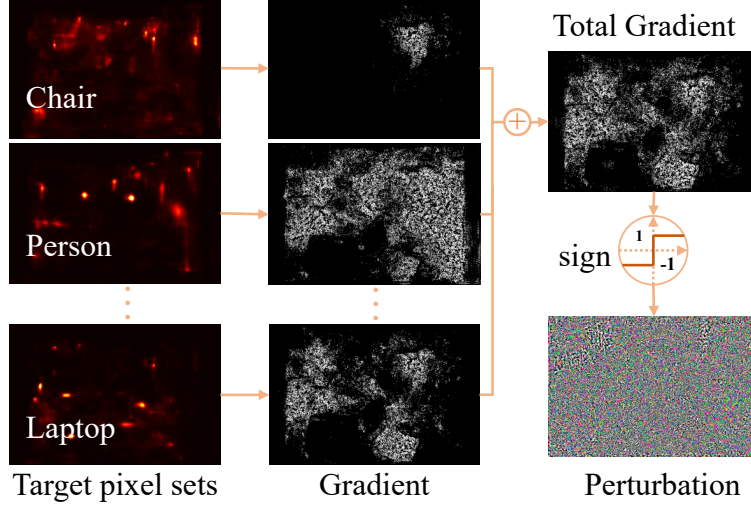 Total Gradient
Chair
Person
sign
1
-1
Laptop
Target pixel sets
Gradient
Perturbation